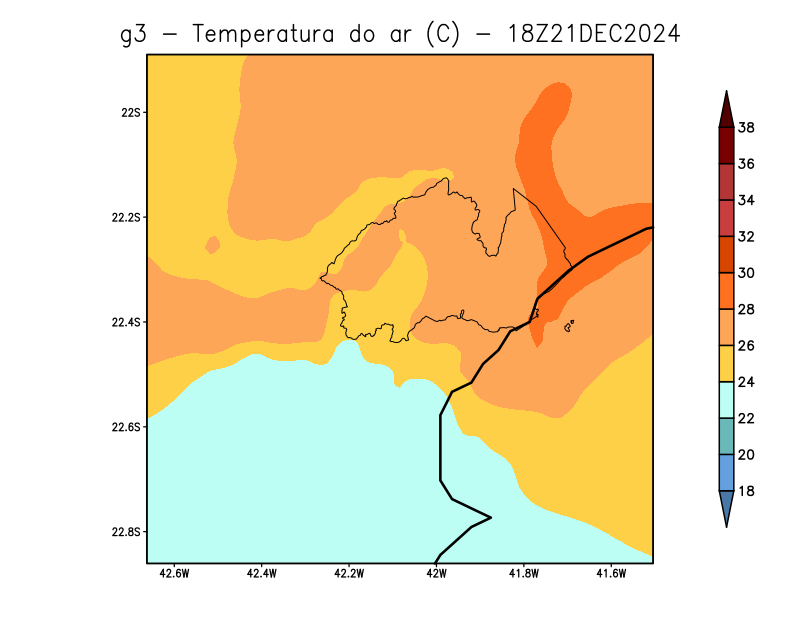 g3 - Temperatura do ar (C) - 18Z21DEC2024
22S
22.2S
22.4S
22.6S
22.8S
42.6W
42.4W
42.2W
42W
41.8W
41.6W
38
36
34
32
30
28
26
24
22
20
18